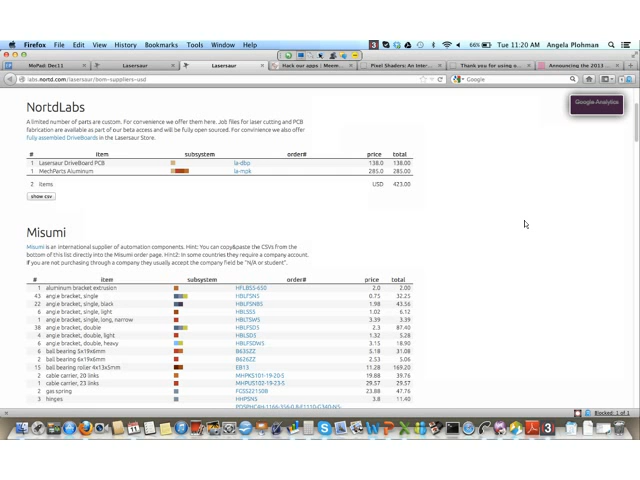 Firefox File Edit View History Bookmarks Tools Window Help
66% Tue 11:20 AM Angela Plohman
MoPad: Dec11 Lasersaur Lasersaur Hack our apps | Meem... Pixel Shaders: An Inter... Thank you for using o... Announcing the 2013 ...
labs.nortd.com/lasersaur/bom-suppliers-usd Google
Google Analytics
NortdLabs
A limited number of parts are custom. For convenience we offer them here. Job files for laser cutting and PCB
fabrication are available as part of our beta access and will be fully open sourced. For convinience we also offer
fully assembled DriveBoards in the Lasersaur Store.
# item subsystem order# price total
1 Lasersaur DriveBoard PCB la-dbp 138.0 138.00
1 MechParts Aluminum la-mpk 285.0 285.00
2 items USD 423.00
show csv
Misumi
Misumi is an international supplier of automation components. Hint: You can copy&paste the CSVs from the
bottom of this list directly into the Misumi order page. Hint2: In some countries they require a company account.
If you are not purchasing through a company they usually accept the company field be "N/A or student".
# item subsystem order# price total
1 aluminum bracket extrusion HFLBS5-650 2.0 2.00
43 angle bracket, single HBLFSN5 0.75 32.25
22 angle bracket, single, black HBLFSNB5 1.98 43.56
6 angle bracket, single, light HBLSS5 1.02 6.12
1 angle bracket, single, long, narrow HBLTSW5 3.39 3.39
38 angle bracket, double HBLFSD5 2.3 87.40
4 angle bracket, double, light HBLSD5 1.32 5.28
6 angle bracket, double, heavy HBLFSDW5 3.15 18.90
6 ball bearing 5x19x6mm B635ZZ 5.18 31.08
2 ball bearing 6x19x6mm B626ZZ 2.53 5.06
15 ball bearing roller 4x13x5mm EB13 11.28 169.20
2 cable carrier, 20 links MHPKS101-19-20-S 19.88 39.76
1 cable carrier, 23 links MHPUS102-19-23-S 29.57 29.57
2 gas spring 23.88 47.76
3 hinges HHPSN5 3.8 11.40
Blocked: 1 of 1